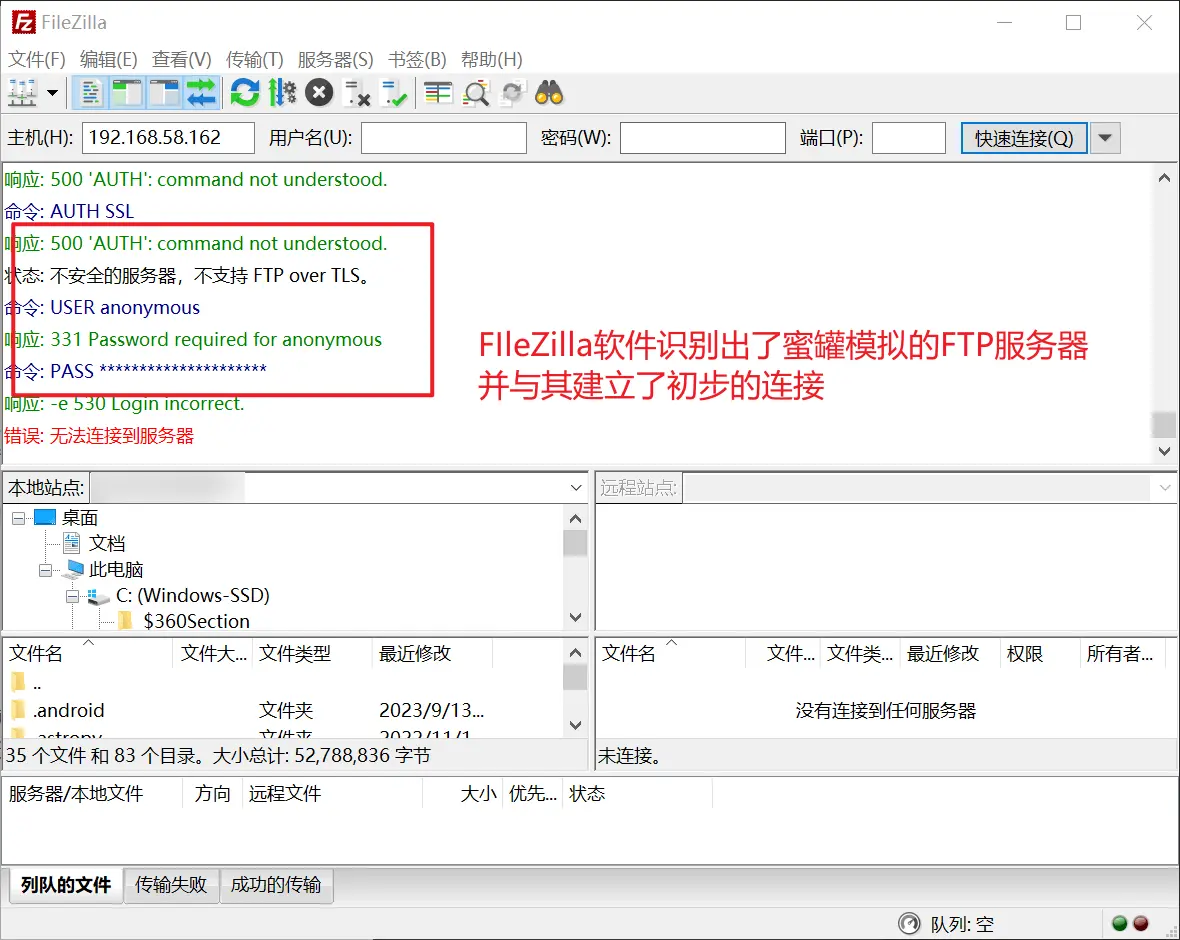 FileZilla
文件(F) 编辑(E) 查看(V) 传输(T) 服务器(S) 书签(B) 帮助(H)
主机(H): 192.168.58.162 用户名(U): 密码(W): 端口(P): 快速连接(Q)
响应: 500 'AUTH': command not understood.
命令: AUTH SSL
响应: 500 'AUTH': command not understood.
状态: 不安全的服务器，不支持 FTP over TLS。
命令: USER anonymous
响应: 331 Password required for anonymous
命令: PASS *********************
响应: -e 530 Login incorrect.
错误: 无法连接到服务器
FIleZilla软件识别出了蜜罐模拟的FTP服务器
并与其建立了初步的连接
本地站点: 远程站点:
桌面
文档
此电脑
C: (Windows-SSD)
$360Section
文件名 文件大... 文件类型 最近修改
..
.android 文件夹 2023/9/13...
.astropy 文件夹 2022/11/1...
35 个文件 和 83 个目录。大小总计: 52,788,836 字节
文件名 文件... 文件类... 最近修改 权限 所有者...
没有连接到任何服务器
未连接。
服务器/本地文件 方向 远程文件 大小 优先... 状态
列队的文件 传输失败 成功的传输
队列: 空